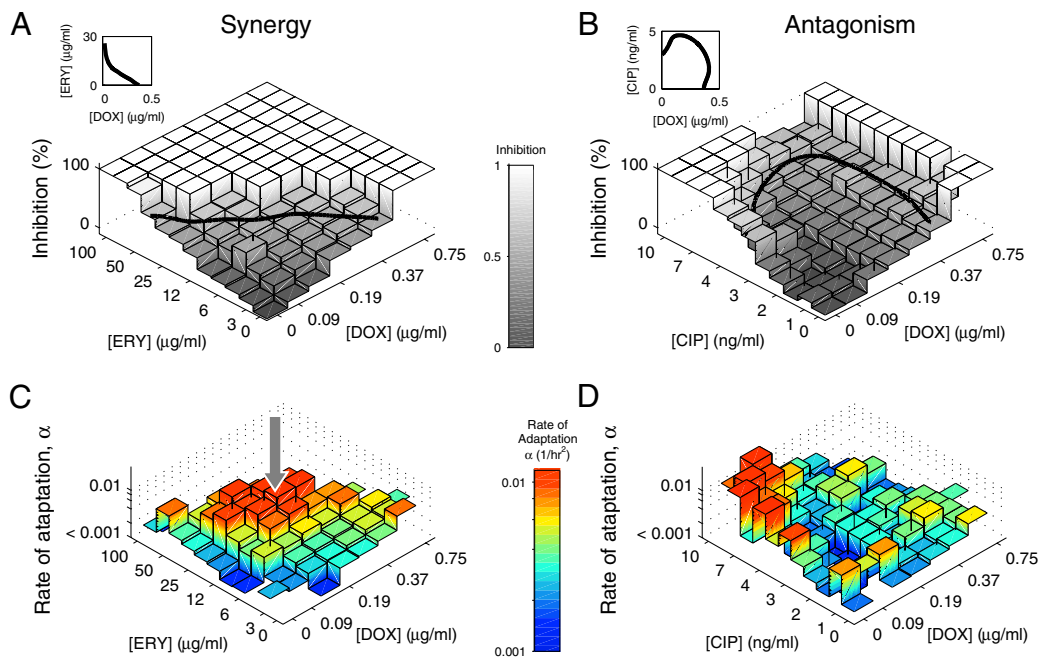 A
Synergy
[ERY] (μg/ml)
30
0
0
0.5
[DOX] (μg/ml)
Inhibition (%)
100
0
100
50
25
12
6
3
0
[ERY] (μg/ml)
0
0.09
0.19
0.37
0.75
[DOX] (μg/ml)
Inhibition
1
0.5
0
B
Antagonism
[CIP] (ng/ml)
5
0
0
0.5
[DOX] (μg/ml)
Inhibition (%)
100
0
10
7
4
3
2
1
0
[CIP] (ng/ml)
0
0.09
0.19
0.37
0.75
[DOX] (μg/ml)
C
Rate of ataptation, α
0.01
< 0.001
100
50
25
12
6
3
0
[ERY] (μg/ml)
0
0.09
0.19
0.37
0.75
[DOX] (μg/ml)
Rate of
Adaptation
α (1/hr²)
0.01
0.001
D
Rate of ataptation, α
0.01
< 0.001
10
7
4
3
2
1
0
[CIP] (ng/ml)
0
0.09
0.19
0.37
0.75
[DOX] (μg/ml)